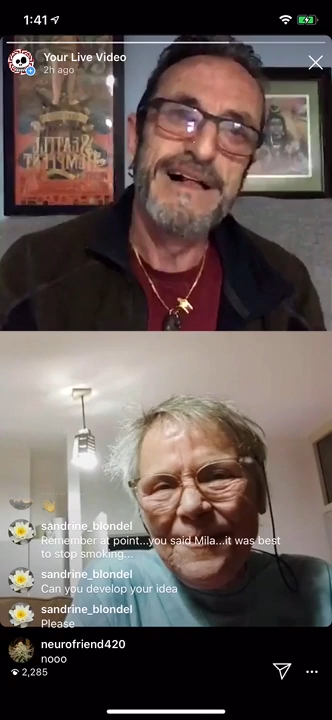 1:41
Your Live Video
2h ago
SEATTLE
sandrine_blondel
Remember at point...you said Mila...it was best
to stop smoking...
sandrine_blondel
Can you develop your idea
sandrine_blondel
Please
neurofriend420
nooo
2,285